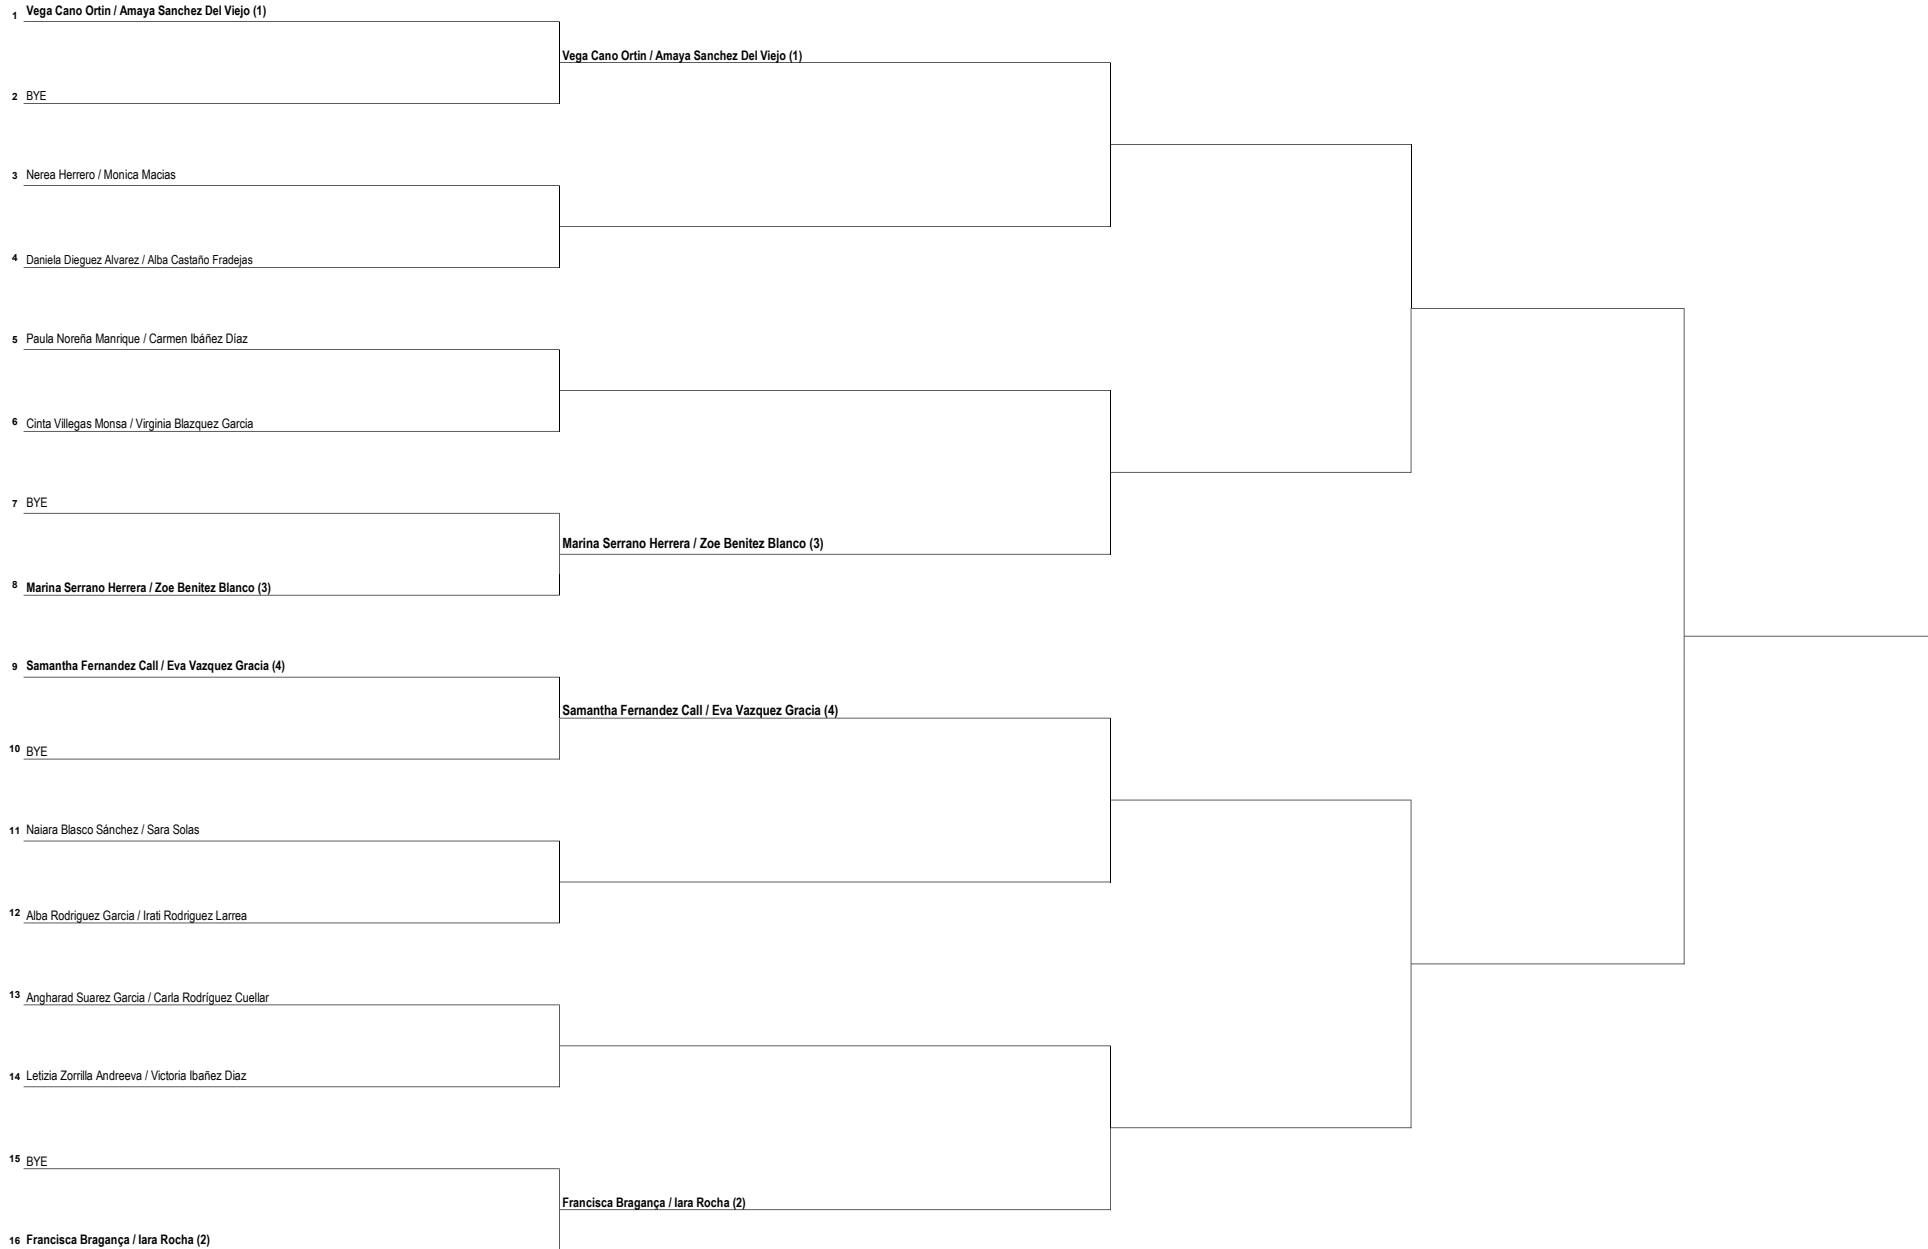 1 Vega Cano Ortin / Amaya Sanchez Del Viejo (1)
Vega Cano Ortin / Amaya Sanchez Del Viejo (1)
2 BYE
3 Nerea Herrero / Monica Macias
4 Daniela Dieguez Alvarez / Alba Castaño Fradejas
5 Paula Noreña Manrique / Carmen Ibáñez Díaz
6 Cinta Villegas Monsa / Virginia Blazquez Garcia
7 BYE
Marina Serrano Herrera / Zoe Benitez Blanco (3)
8 Marina Serrano Herrera / Zoe Benitez Blanco (3)
9 Samantha Fernandez Call / Eva Vazquez Gracia (4)
Samantha Fernandez Call / Eva Vazquez Gracia (4)
10 BYE
11 Naiara Blasco Sánchez / Sara Solas
12 Alba Rodriguez Garcia / Irati Rodriguez Larrea
13 Angharad Suarez Garcia / Carla Rodríguez Cuellar
14 Letizia Zorrilla Andreeva / Victoria Ibañez Diaz
15 BYE
Francisca Bragança / Iara Rocha (2)
16 Francisca Bragança / Iara Rocha (2)